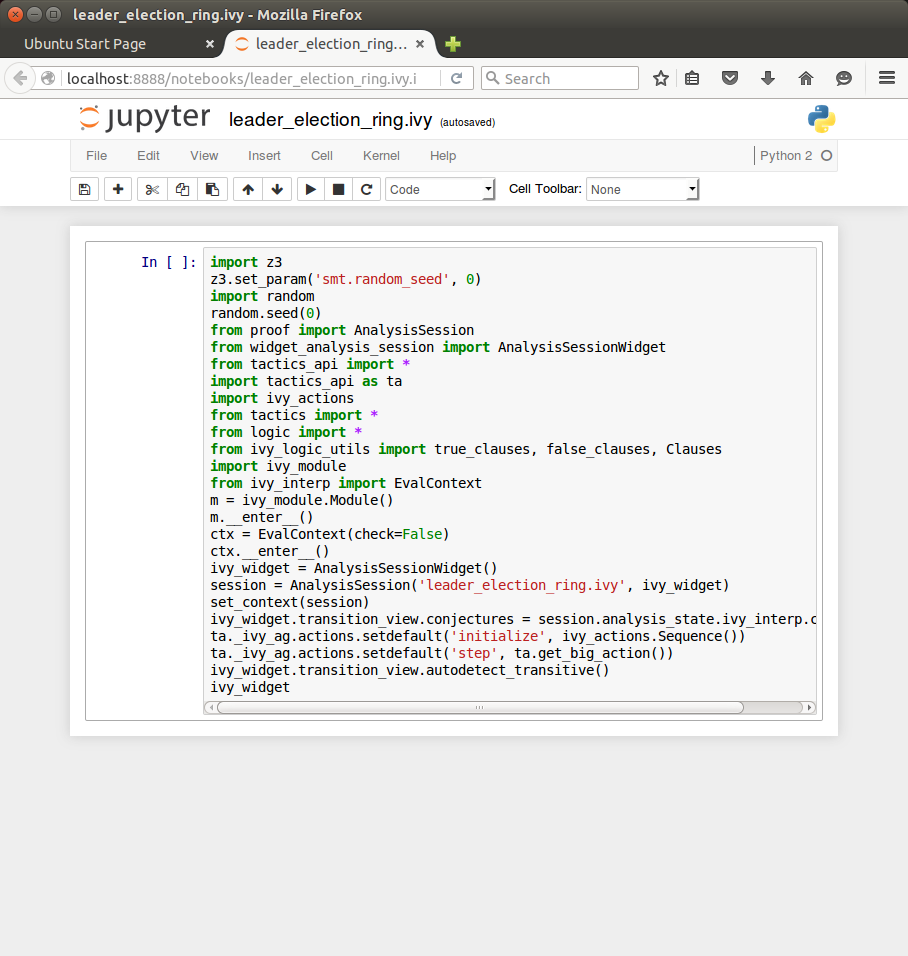 leader_election_ring.ivy - Mozilla Firefox
Ubuntu Start Page
leader_election_ring...
localhost:8888/notebooks/leader_election_ring.ivy.i
Search
jupyter leader_election_ring.ivy (autosaved)
File Edit View Insert Cell Kernel Help Python 2
Code Cell Toolbar: None
In [ ]:
import z3
z3.set_param('smt.random_seed', 0)
import random
random.seed(0)
from proof import AnalysisSession
from widget_analysis_session import AnalysisSessionWidget
from tactics_api import *
import tactics_api as ta
import ivy_actions
from tactics import *
from logic import *
from ivy_logic_utils import true_clauses, false_clauses, Clauses
import ivy_module
from ivy_interp import EvalContext
m = ivy_module.Module()
m.__enter__()
ctx = EvalContext(check=False)
ctx.__enter__()
ivy_widget = AnalysisSessionWidget()
session = AnalysisSession('leader_election_ring.ivy', ivy_widget)
set_context(session)
ivy_widget.transition_view.conjectures = session.analysis_state.ivy_interp.c
ta._ivy_ag.actions.setdefault('initialize', ivy_actions.Sequence())
ta._ivy_ag.actions.setdefault('step', ta.get_big_action())
ivy_widget.transition_view.autodetect_transitive()
ivy_widget